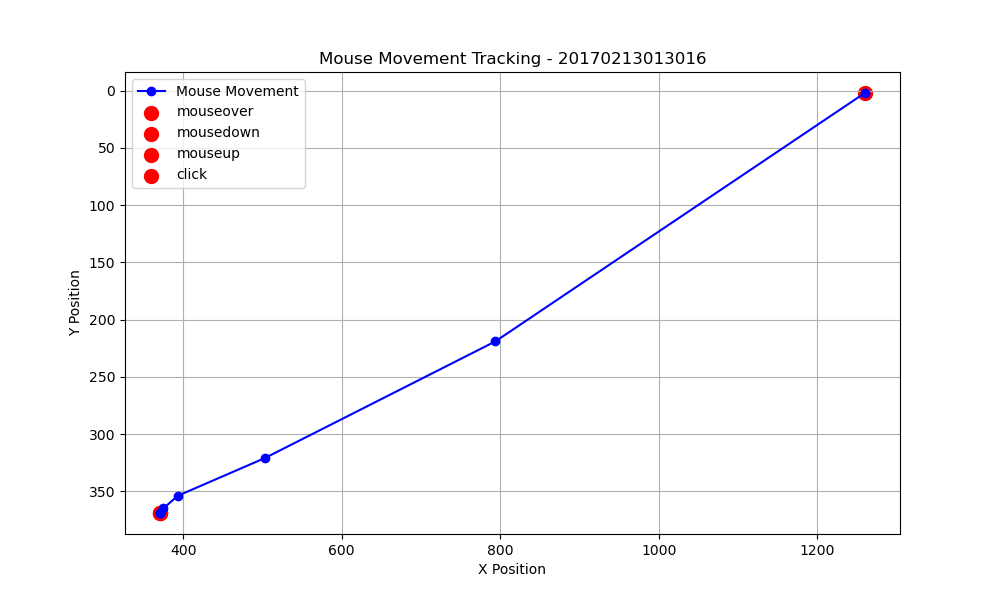 Mouse Movement Tracking - 20170213013016
Mouse Movement
mouseover
mousedown
mouseup
click
0
50
100
150
200
250
300
350
Y Position
400 600 800 1000 1200
X Position